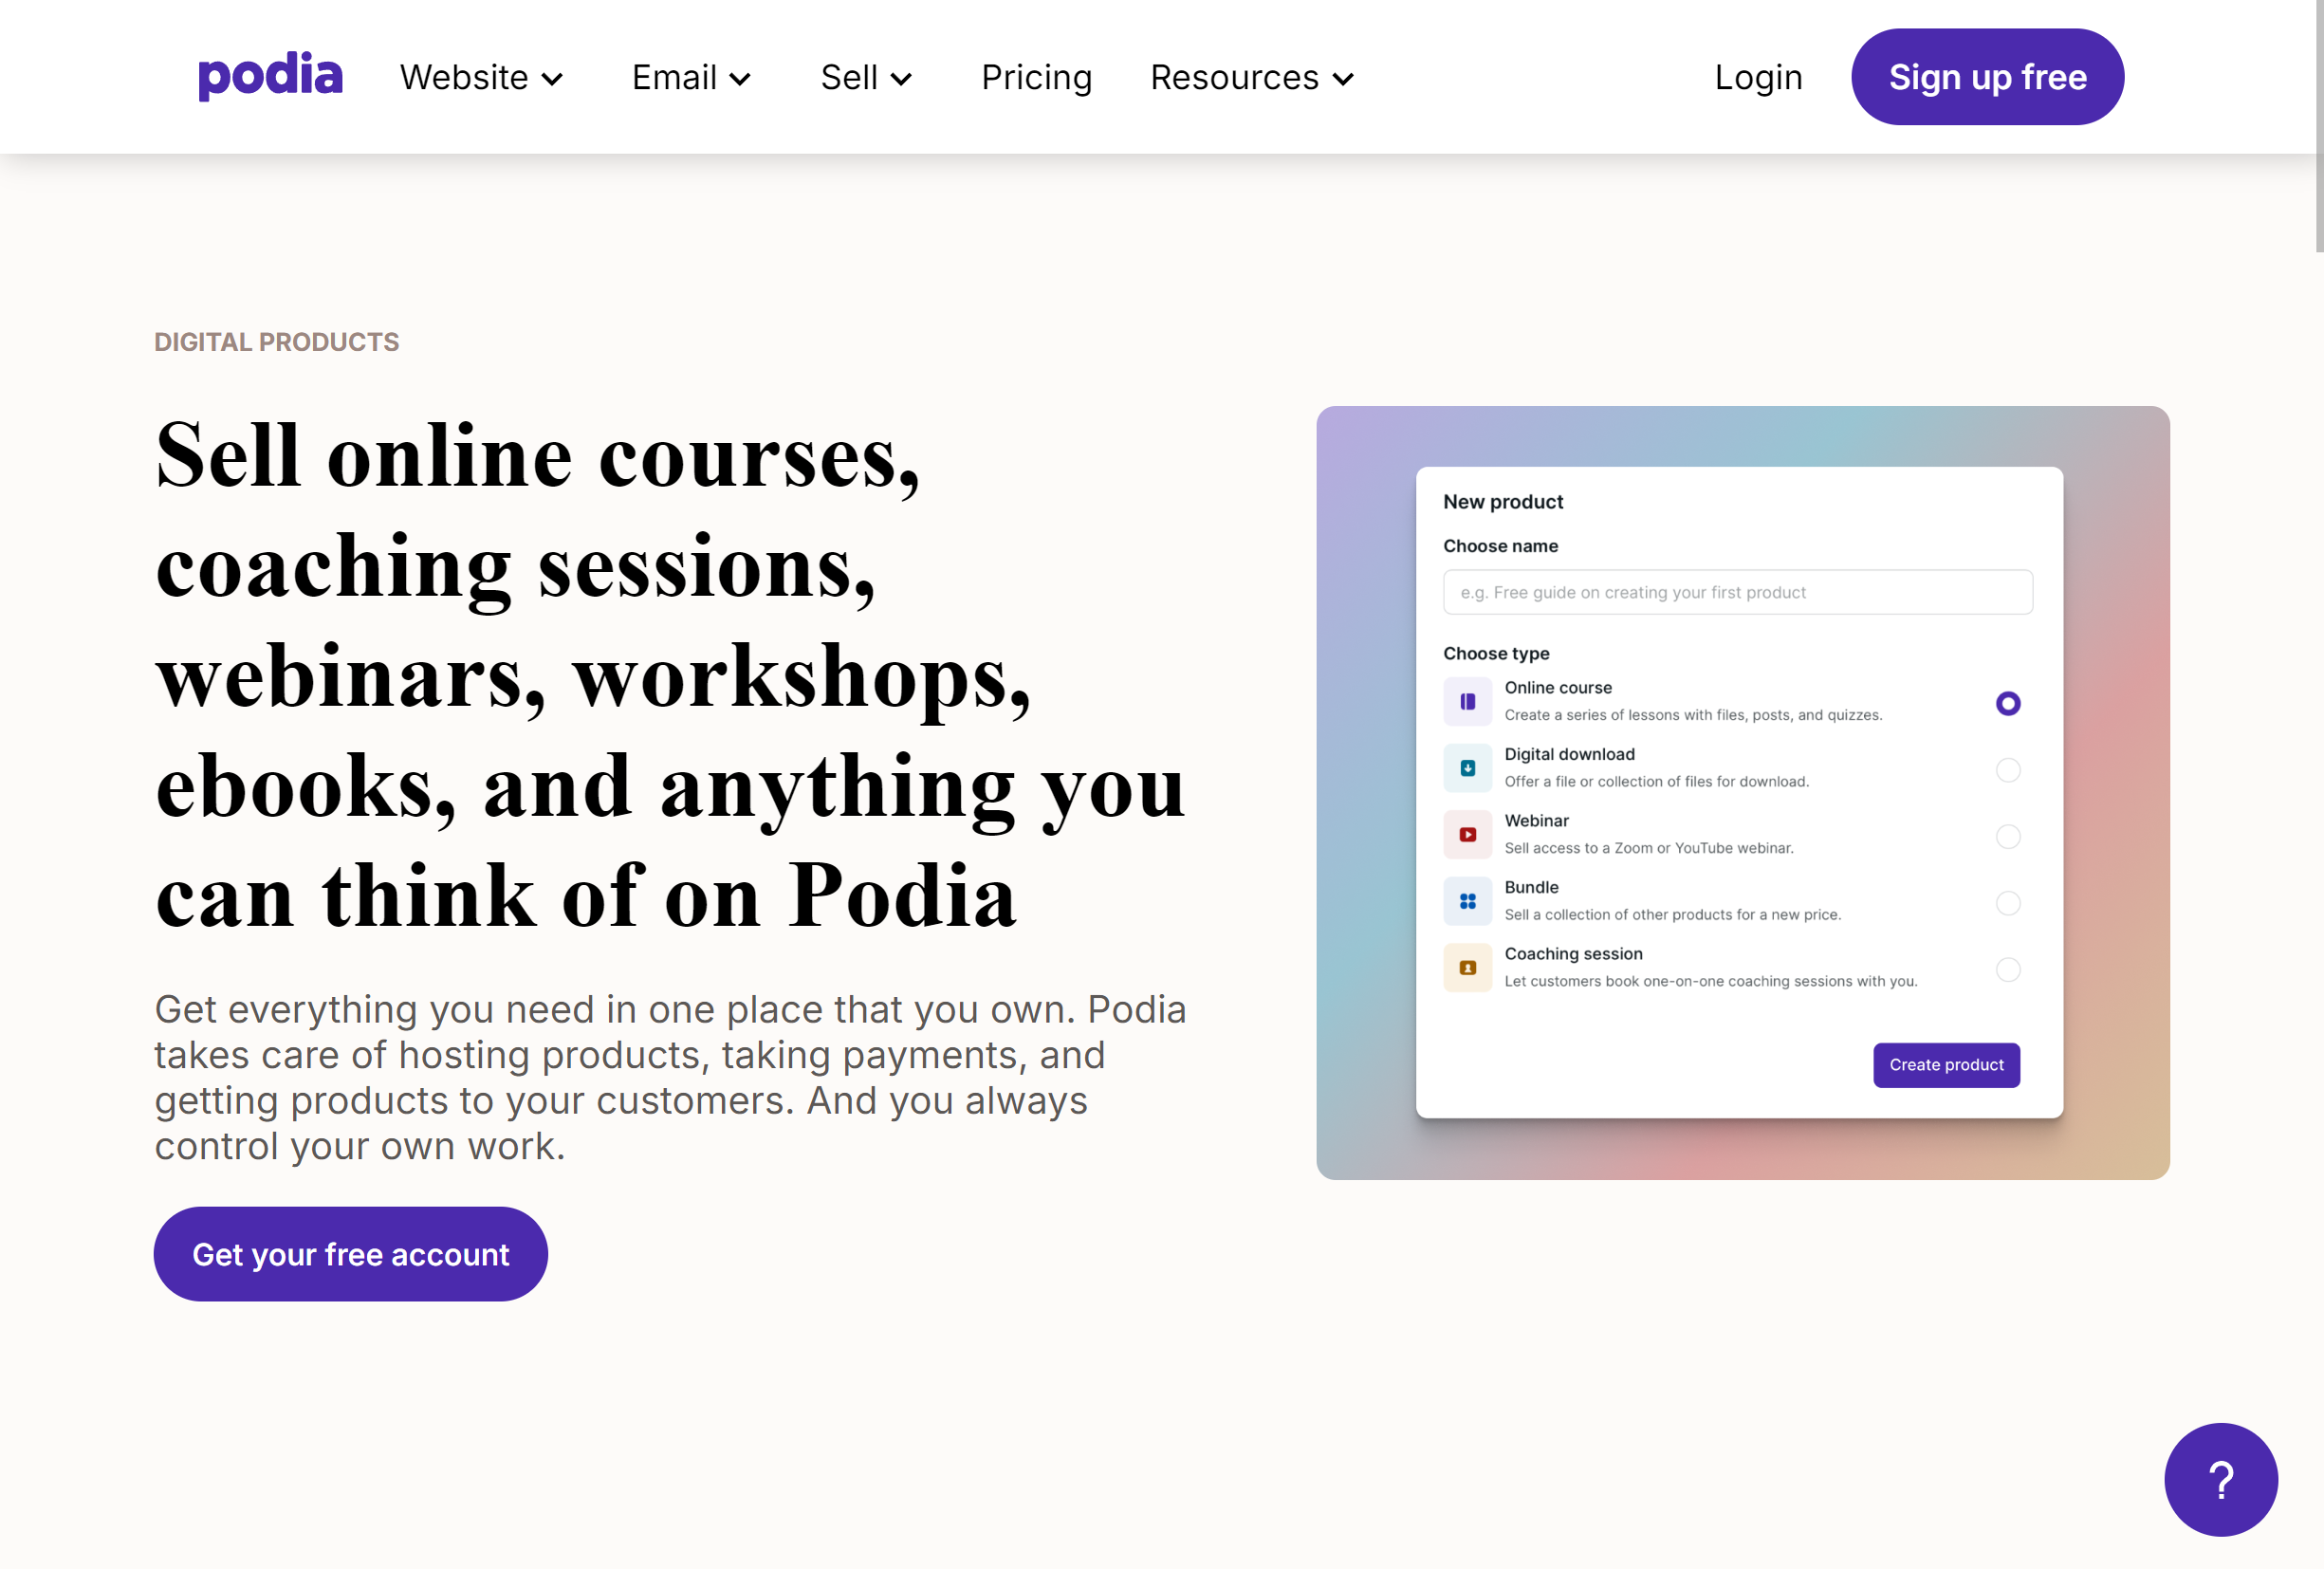 podia Website Email Sell Pricing Resources Login Sign up free
DIGITAL PRODUCTS
Sell online courses,
coaching sessions,
webinars, workshops,
ebooks, and anything you
can think of on Podia
Get everything you need in one place that you own. Podia
takes care of hosting products, taking payments, and
getting products to your customers. And you always
control your own work.
Get your free account
New product
Choose name
e.g. Free guide on creating your first product
Choose type
Online course
Create a series of lessons with files, posts, and quizzes.
Digital download
Offer a file or collection of files for download.
Webinar
Sell access to a Zoom or YouTube webinar.
Bundle
Sell a collection of other products for a new price.
Coaching session
Let customers book one-on-one coaching sessions with you.
Create product
?